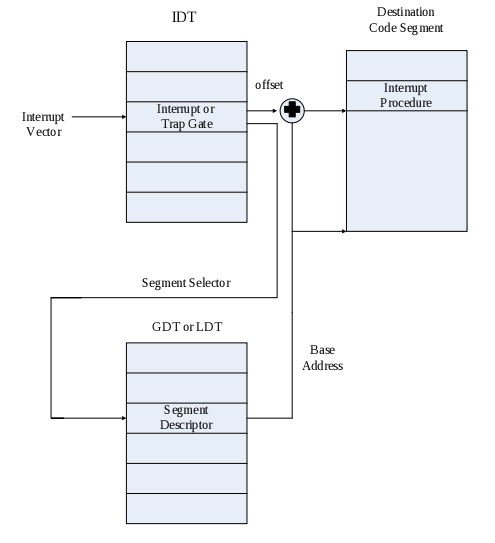 IDT
Destination
Code Segment
offset
Interrupt
Vector
Interrupt or
Trap Gate
Interrupt
Procedure
Segment Selector
GDT or LDT
Base
Address
Segment
Descriptor